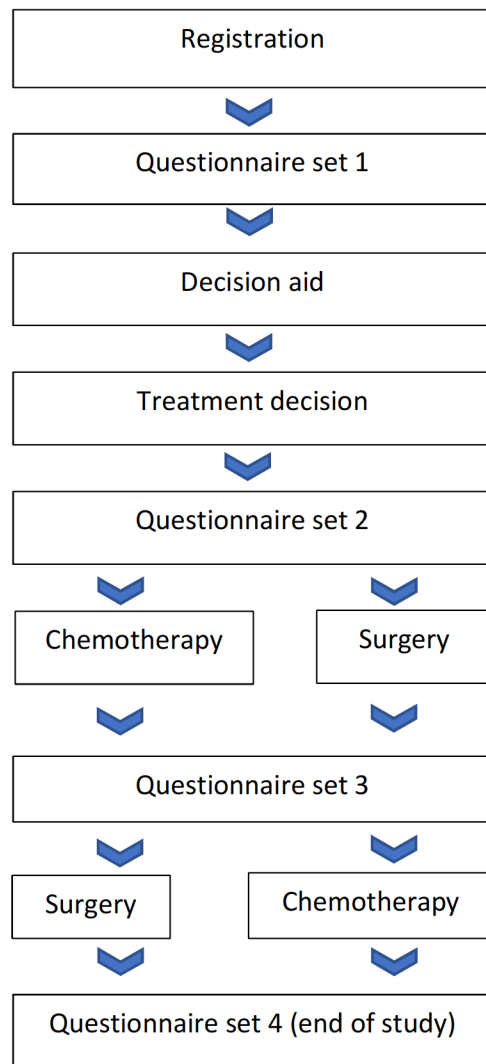 Registration
Questionnaire set 1
Decision aid
Treatment decision
Questionnaire set 2
Chemotherapy
Surgery
Questionnaire set 3
Surgery
Chemotherapy
Questionnaire set 4 (end of study)